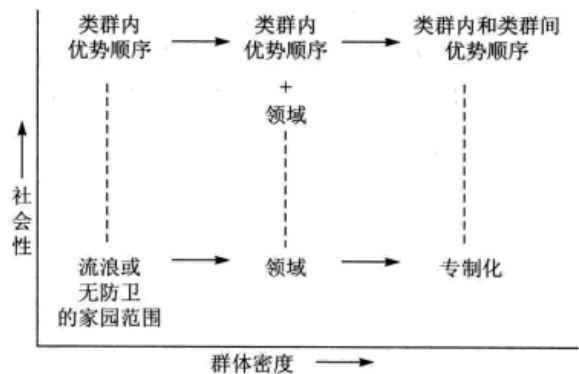 类群内
优势顺序
类群内
优势顺序
+
领域
类群内和类群间
优势顺序
社会性
流浪或
无防卫
的家园范围
领域
专制化
群体密度